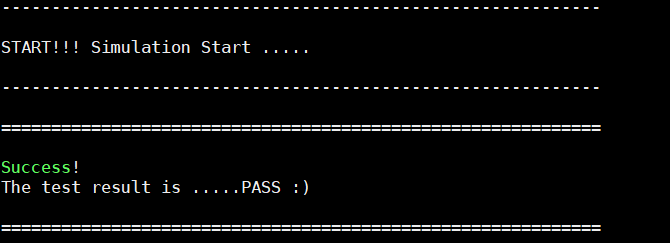 ------------------------------------------------------------
START!!! Simulation Start .....
------------------------------------------------------------
============================================================
Success!
The test result is .....PASS :)
============================================================